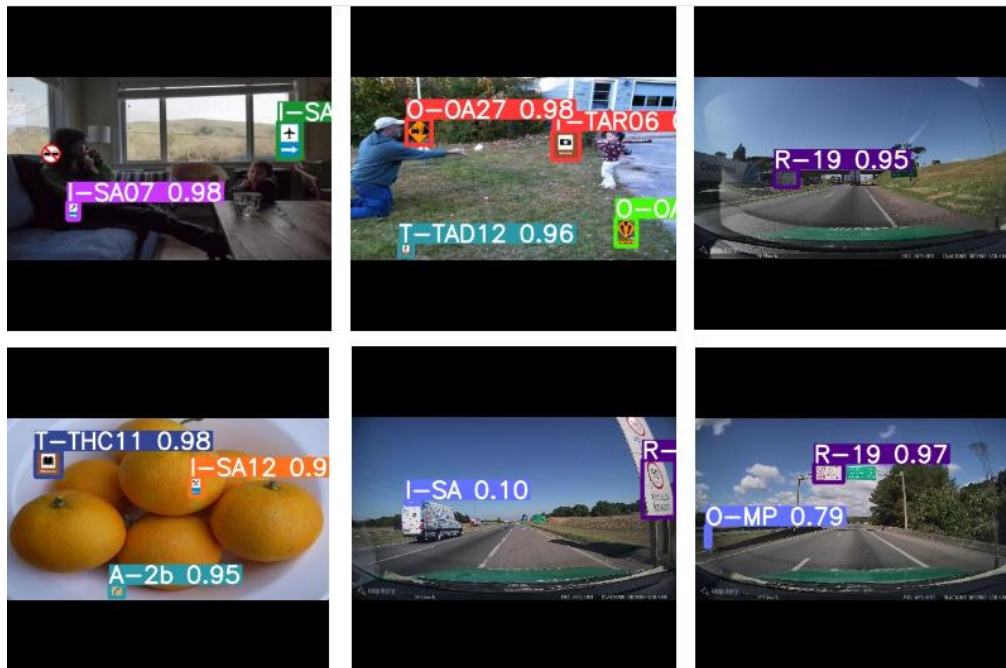 I-SA
I-SA07 0.98
O-OA27 0.98
I-TAR06
O-OA
T-TAD12 0.96
R-19 0.95
T-THC11 0.98
I-SA12 0.9
A-2b 0.95
R-
I-SA 0.10
R-19 0.97
O-MP 0.79